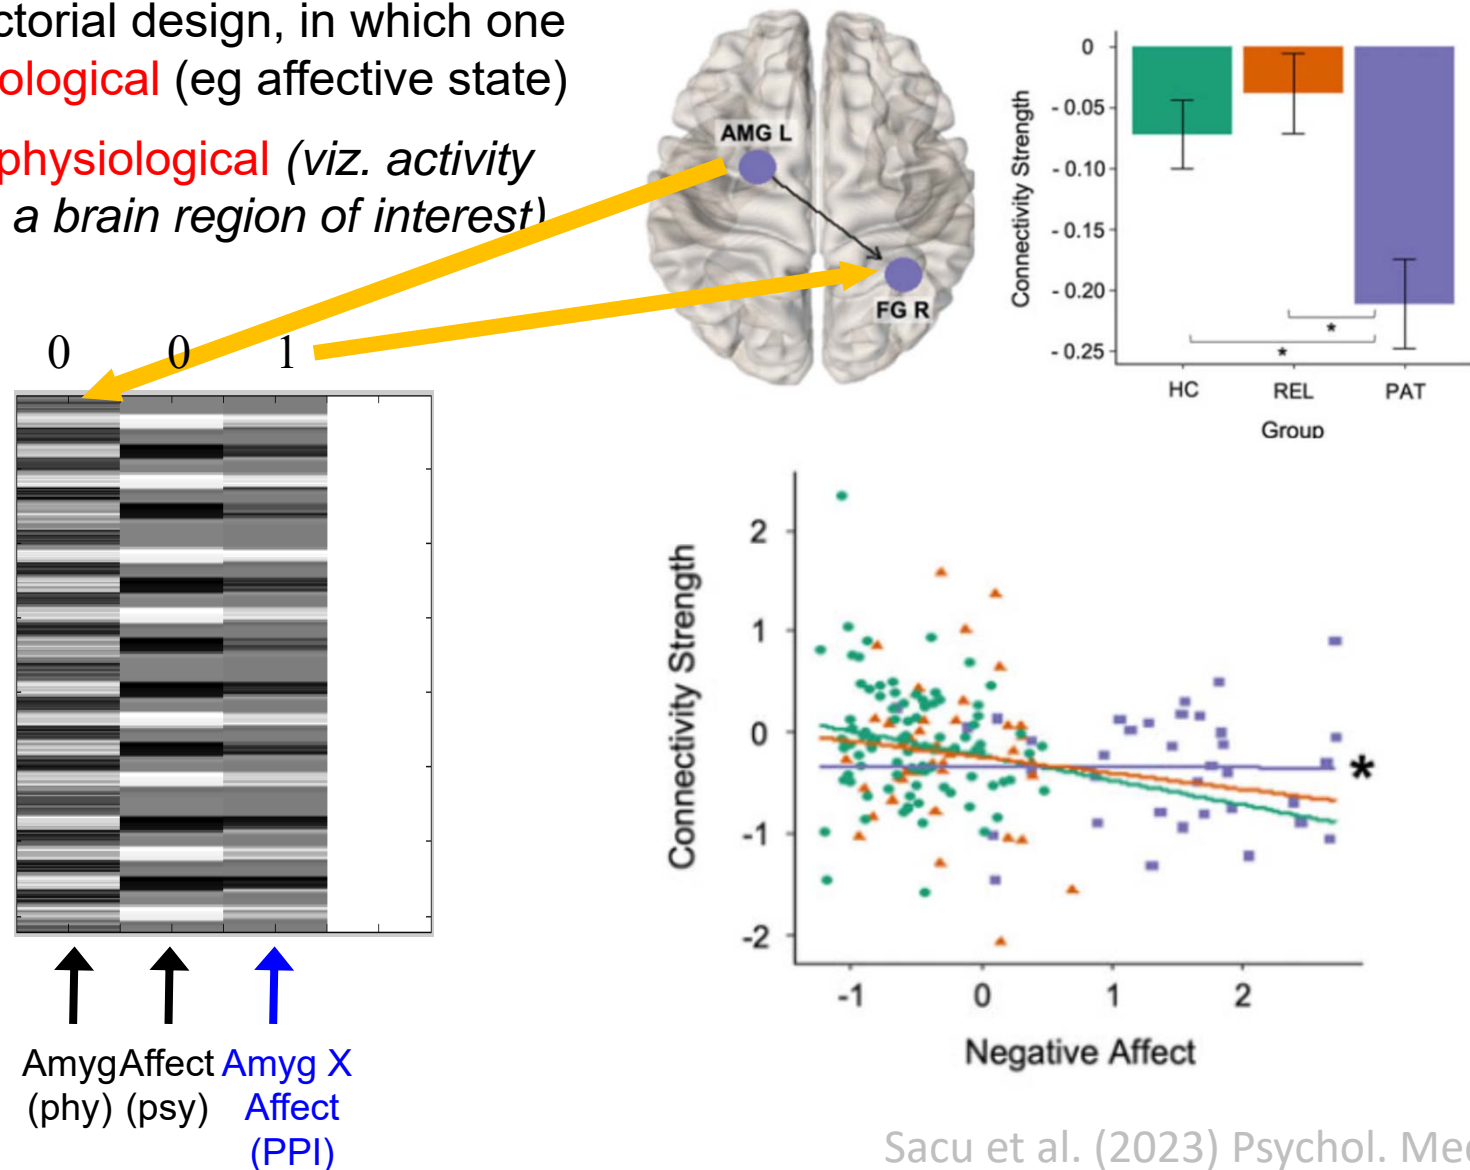 ctorial design, in which one
ological (eg affective state)
physiological (viz. activity
a brain region of interest)
0 0 1
Amyg Affect Amyg X
(phy) (psy) Affect
(PPI)
AMG L
FG R
Connectivity Strength
0
- 0.05
- 0.10
- 0.15
- 0.20
- 0.25
*
*
HC REL PAT
Group
Connectivity Strength
2
1
0
-1
-2
*
-1 0 1 2
Negative Affect
Sacu et al. (2023) Psychol. Med